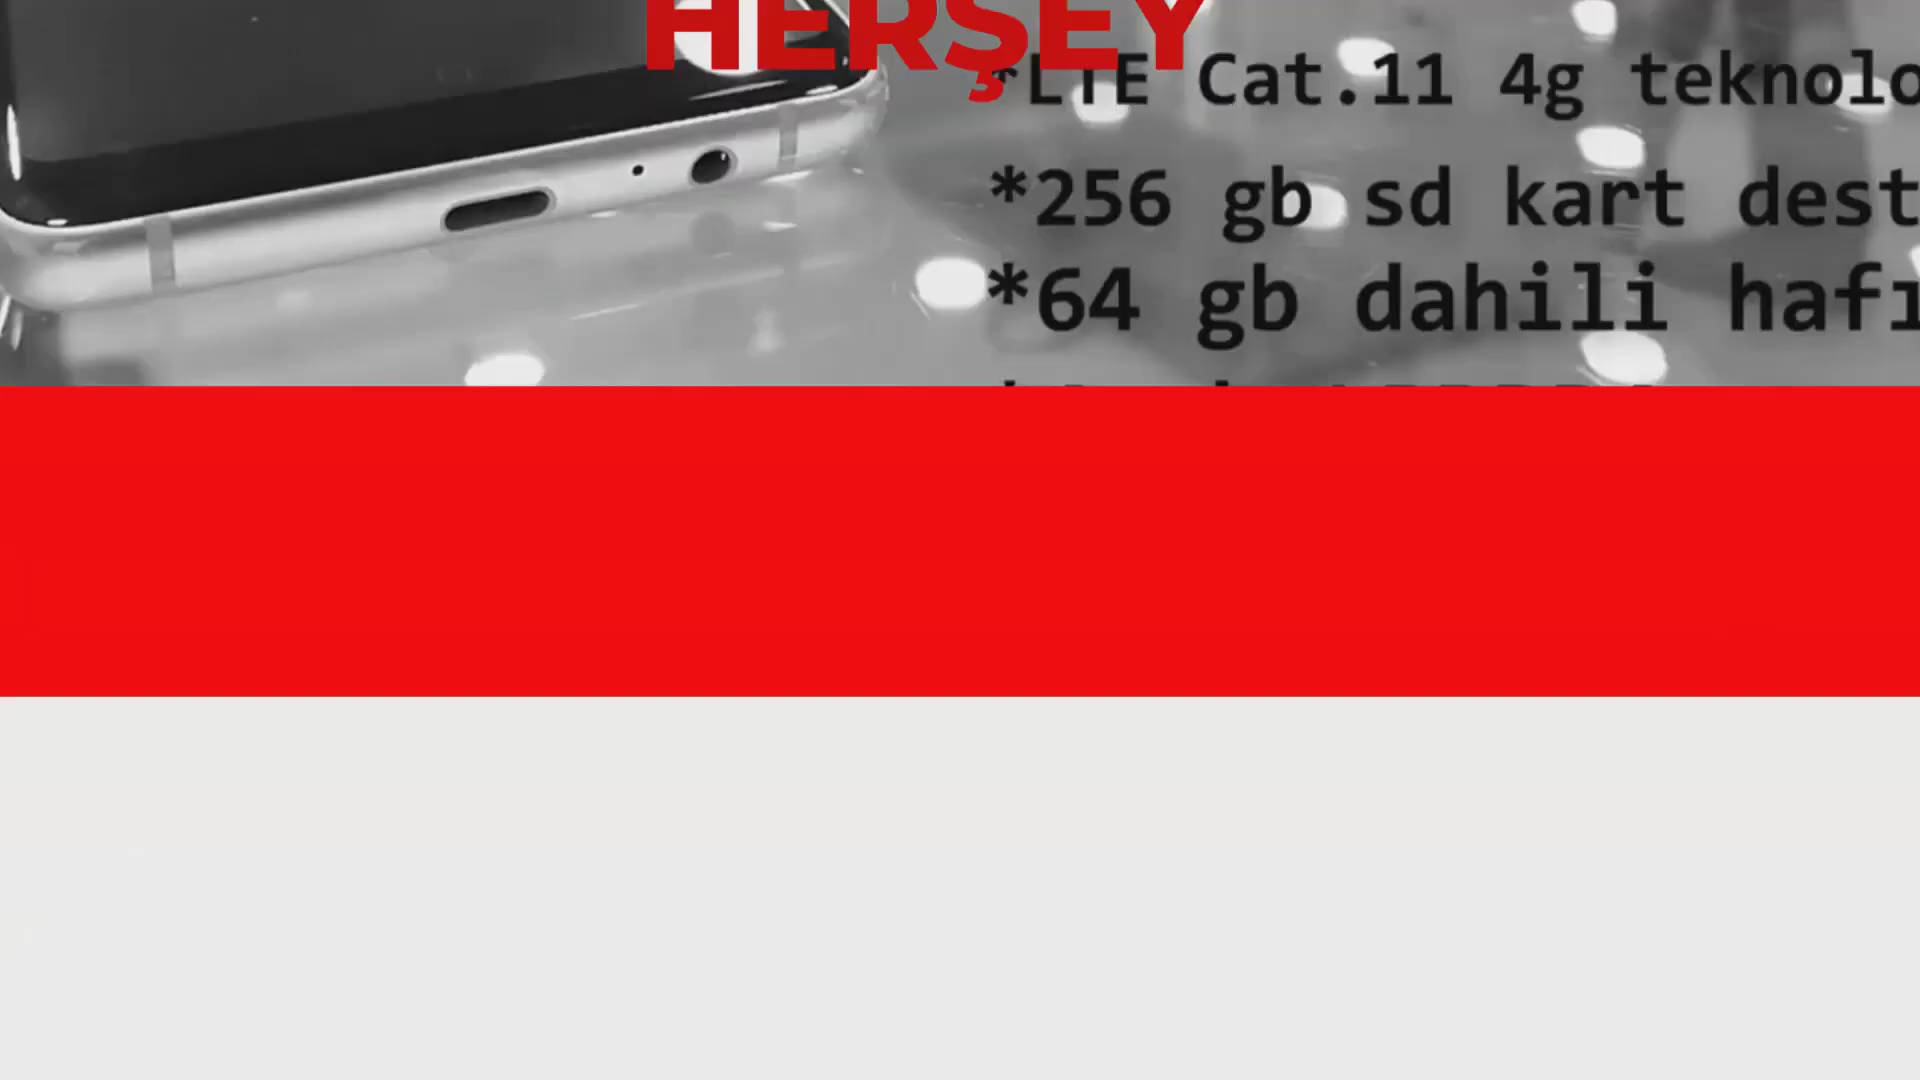 HERŞEY
*LTE Cat.11 4g teknolo
*256 gb sd kart dest
*64 gb dahili hafı